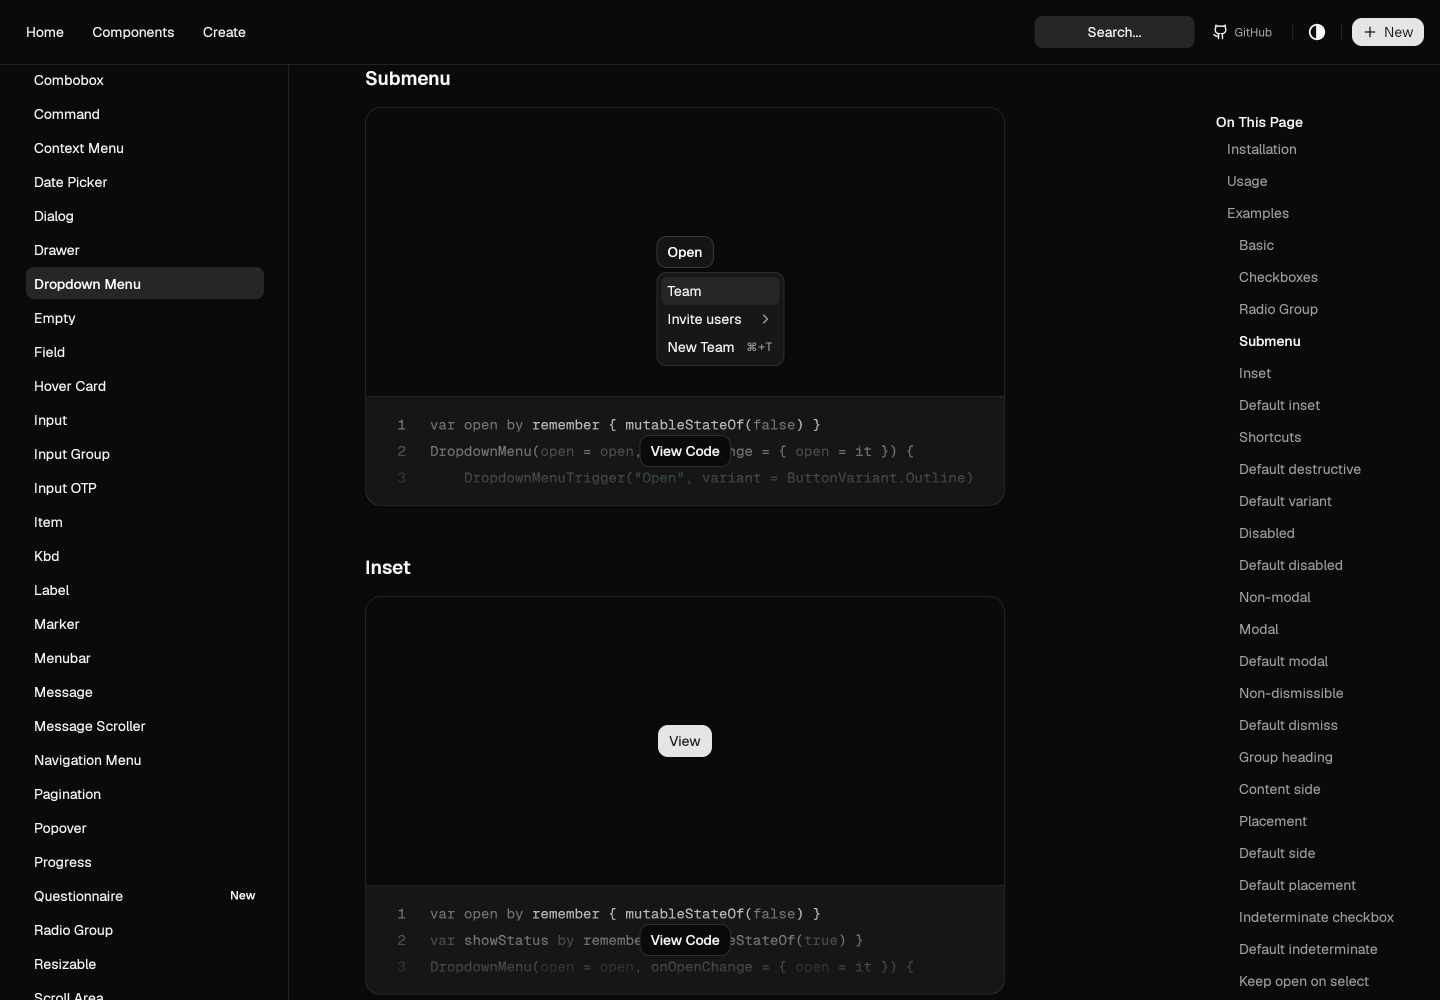 Home
Components
Create
Search...
GitHub
New
Combobox
Command
Context Menu
Date Picker
Dialog
Drawer
Dropdown Menu
Empty
Field
Hover Card
Input
Input Group
Input OTP
Item
Kbd
Label
Marker
Menubar
Message
Message Scroller
Navigation Menu
Pagination
Popover
Progress
Questionnaire New
Radio Group
Resizable
Scroll Area
Submenu
Open
Team
Invite users
New Team ⌘+T
1 var open by remember { mutableStateOf(false) }
2 DropdownMenu(open = open, nge = { open = it }) {
View Code
3 DropdownMenuTrigger("Open", variant = ButtonVariant.Outline)
Inset
View
1 var open by remember { mutableStateOf(false) }
2 var showStatus by remembe eStateOf(true) }
View Code
3 DropdownMenu(open = open, onOpenChange = { open = it }) {
On This Page
Installation
Usage
Examples
Basic
Checkboxes
Radio Group
Submenu
Inset
Default inset
Shortcuts
Default destructive
Default variant
Disabled
Default disabled
Non-modal
Modal
Default modal
Non-dismissible
Default dismiss
Group heading
Content side
Placement
Default side
Default placement
Indeterminate checkbox
Default indeterminate
Keep open on select